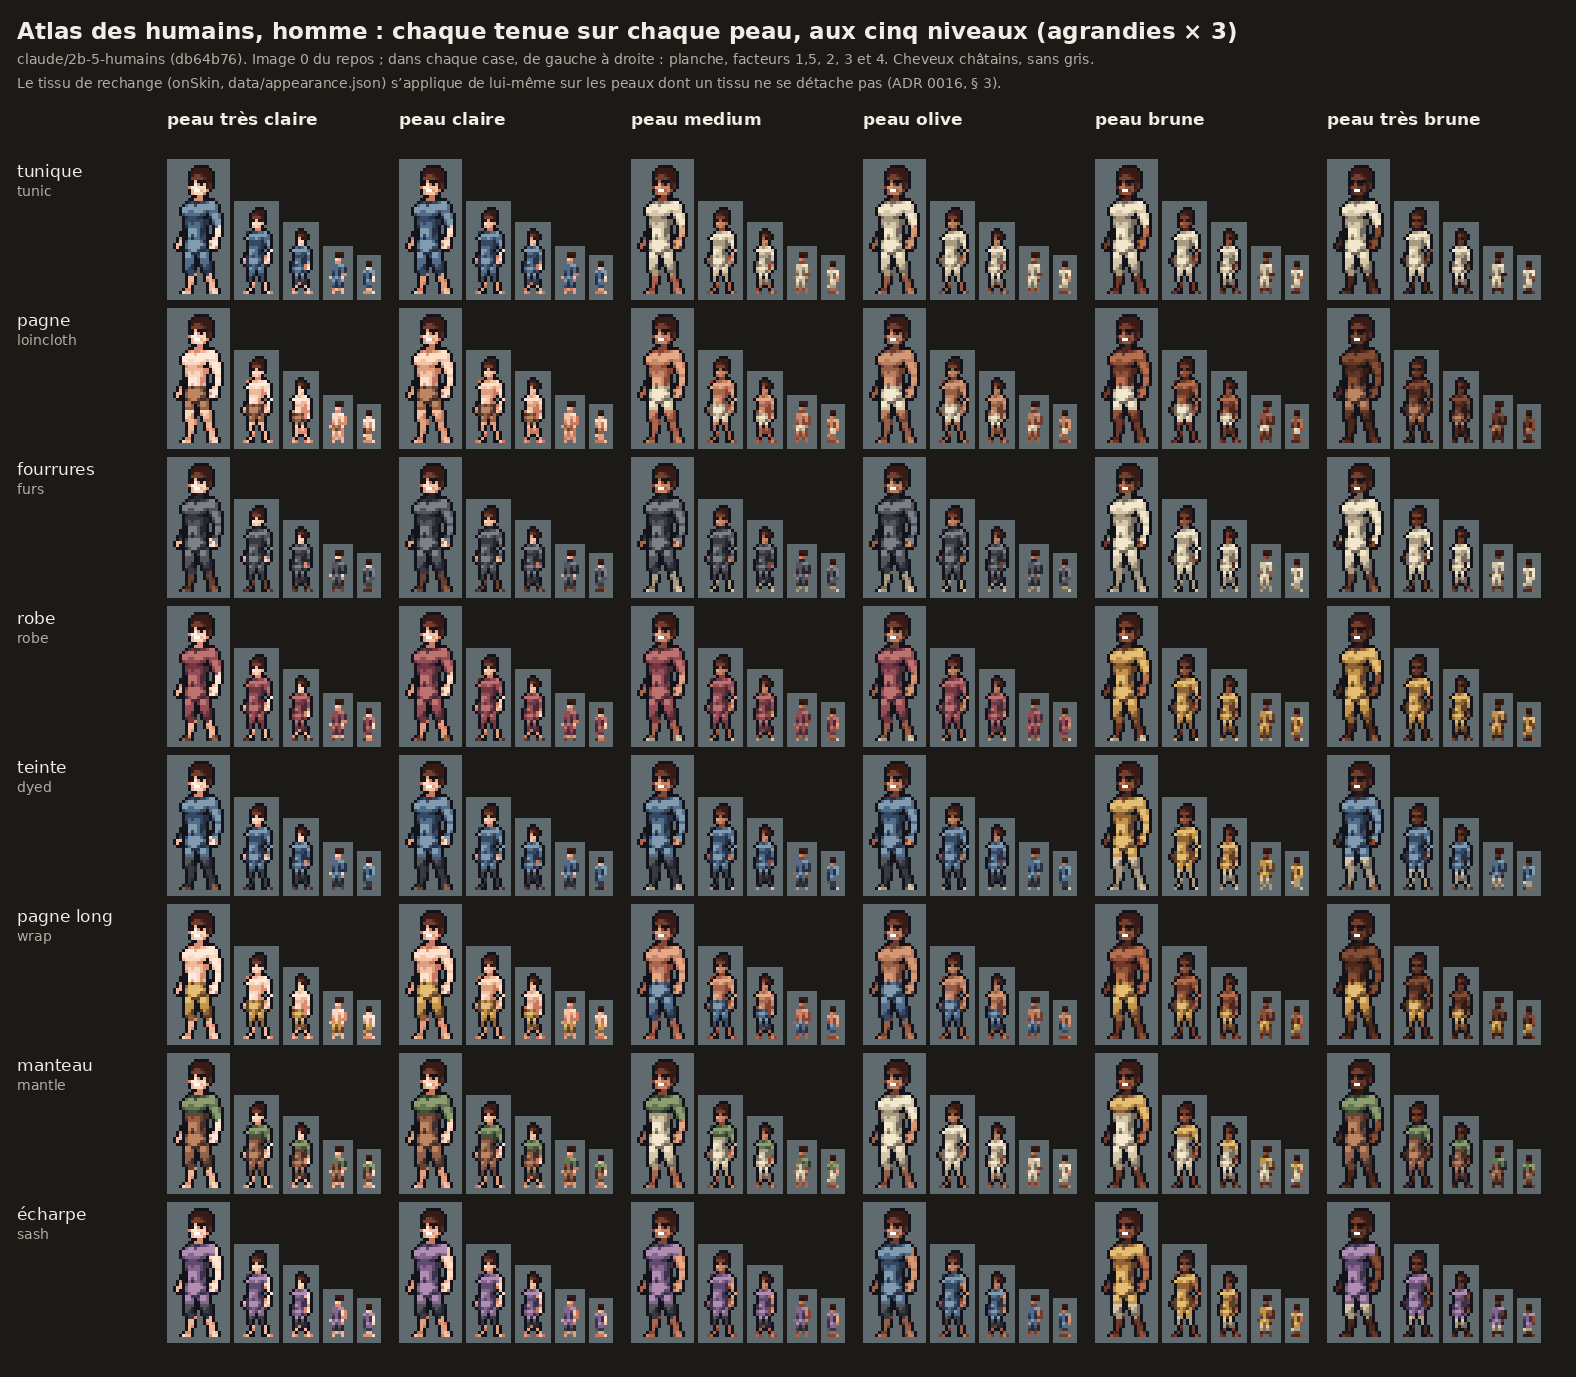 Atlas des humains, homme : chaque tenue sur chaque peau, aux cinq niveaux (agrandies × 3)
claude/2b-5-humains (db64b76). Image 0 du repos ; dans chaque case, de gauche à droite : planche, facteurs 1,5, 2, 3 et 4. Cheveux châtains, sans gris.
Le tissu de rechange (onSkin, data/appearance.json) s’applique de lui-même sur les peaux dont un tissu ne se détache pas (ADR 0016, § 3).
peau très claire peau claire peau medium peau olive peau brune peau très brune
tunique
tunic
pagne
loincloth
fourrures
furs
robe
robe
teinte
dyed
pagne long
wrap
manteau
mantle
écharpe
sash